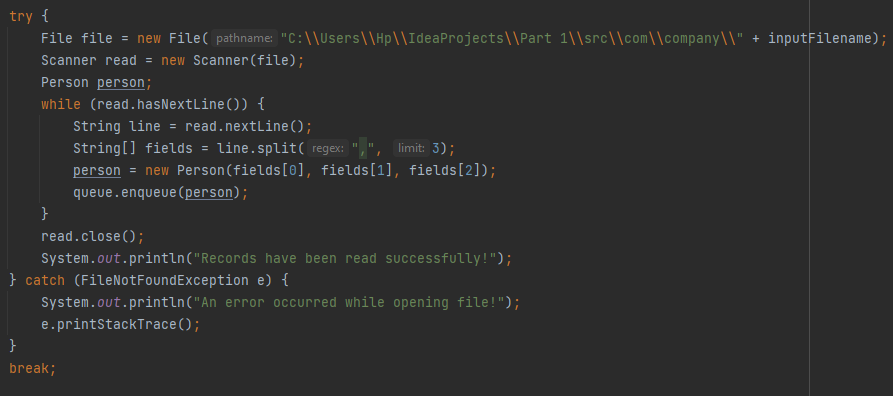 try {
    File file = new File( pathname: "C:\\Users\\Hp\\IdeaProjects\\Part 1\\src\\com\\company\\" + inputFilename);
    Scanner read = new Scanner(file);
    Person person;
    while (read.hasNextLine()) {
        String line = read.nextLine();
        String[] fields = line.split( regex: ",", limit: 3);
        person = new Person(fields[0], fields[1], fields[2]);
        queue.enqueue(person);
    }
    read.close();
    System.out.println("Records have been read successfully!");
} catch (FileNotFoundException e) {
    System.out.println("An error occurred while opening file!");
    e.printStackTrace();
}
break;